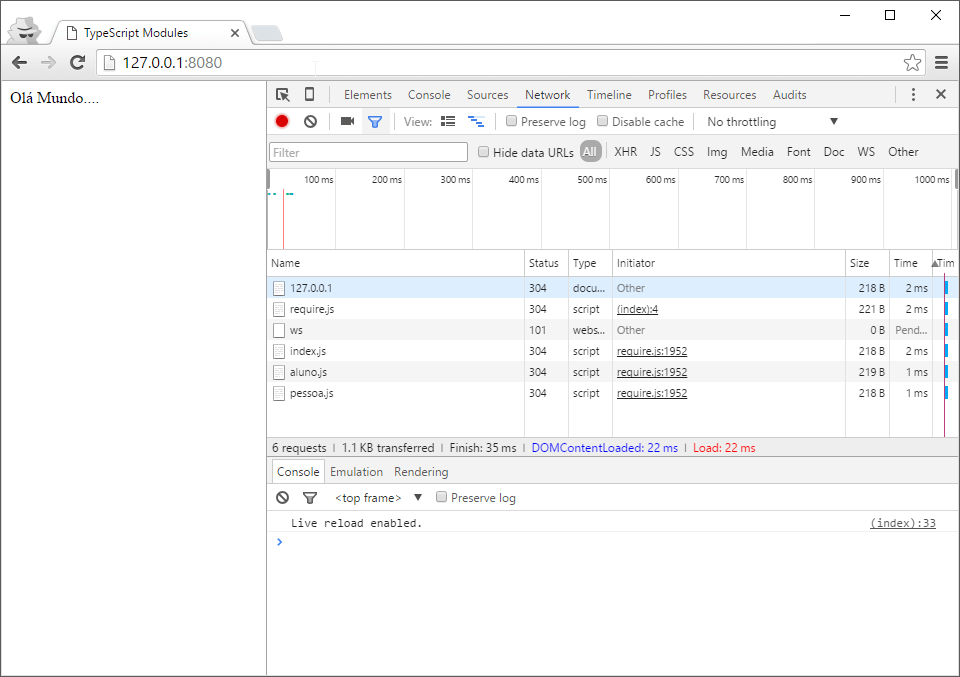 TypeScript Modules
127.0.0.1:8080
Olá Mundo....
Elements Console Sources Network Timeline Profiles Resources Audits
View: Preserve log Disable cache No throttling
Filter Hide data URLs All XHR JS CSS Img Media Font Doc WS Other
100 ms 200 ms 300 ms 400 ms 500 ms 600 ms 700 ms 800 ms 900 ms 1000 ms
Name Status Type Initiator Size Time Tim
127.0.0.1 304 docu... Other 218 B 2 ms
require.js 304 script (index):4 221 B 2 ms
ws 101 webs... Other 0 B Pend...
index.js 304 script require.js:1952 218 B 2 ms
aluno.js 304 script require.js:1952 219 B 1 ms
pessoa.js 304 script require.js:1952 218 B 1 ms
6 requests | 1.1 KB transferred | Finish: 35 ms | DOMContentLoaded: 22 ms | Load: 22 ms
Console Emulation Rendering
<top frame> Preserve log
Live reload enabled. (index):33